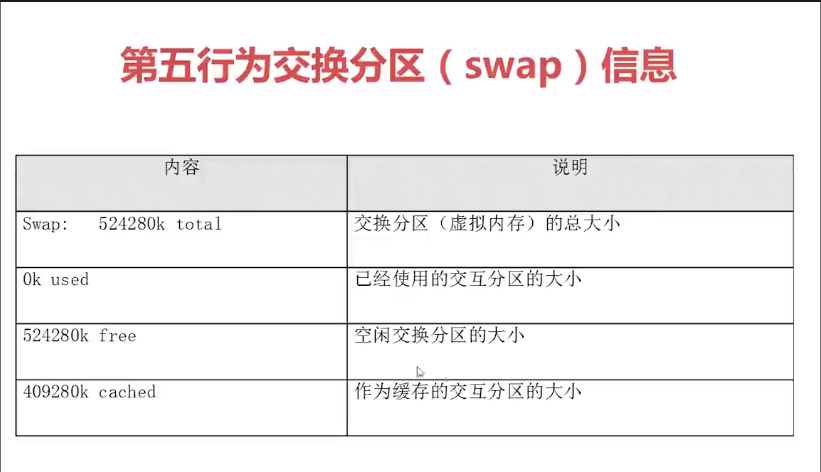 第五行为交换分区（swap）信息
内容 说明
Swap: 524280k total 交换分区（虚拟内存）的总大小
0k used 已经使用的交互分区的大小
524280k free 空闲交换分区的大小
409280k cached 作为缓存的交互分区的大小